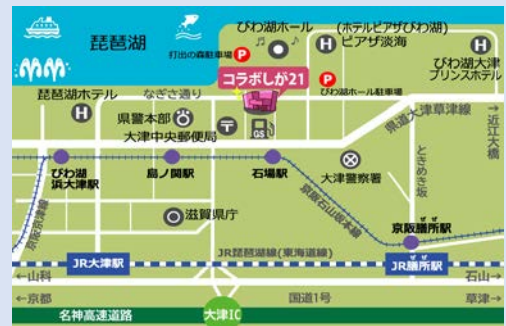 琵琶湖
打出の森駐車場
P
びわ湖ホール
(ホテルピアザびわ湖)
H ピアザ淡海
H
びわ湖大津
プリンスホテル
コラボしが21
P
びわ湖ホール駐車場
琵琶湖ホテル
なぎさ通り
H
県警本部
大津中央郵便局
〒
GS
県道大津草津線
→近江大橋
ときめき坂
びわ湖
浜大津駅
島ノ関駅
石場駅
大津警察署
京阪石山坂本線
京阪京津線
滋賀県庁
ぜぜ
京阪膳所駅
JR琵琶湖線(東海道線)
JR大津駅
ぜぜ
JR膳所駅
←山科
石山→
←京都
国道1号
草津→
名神高速道路
大津IC